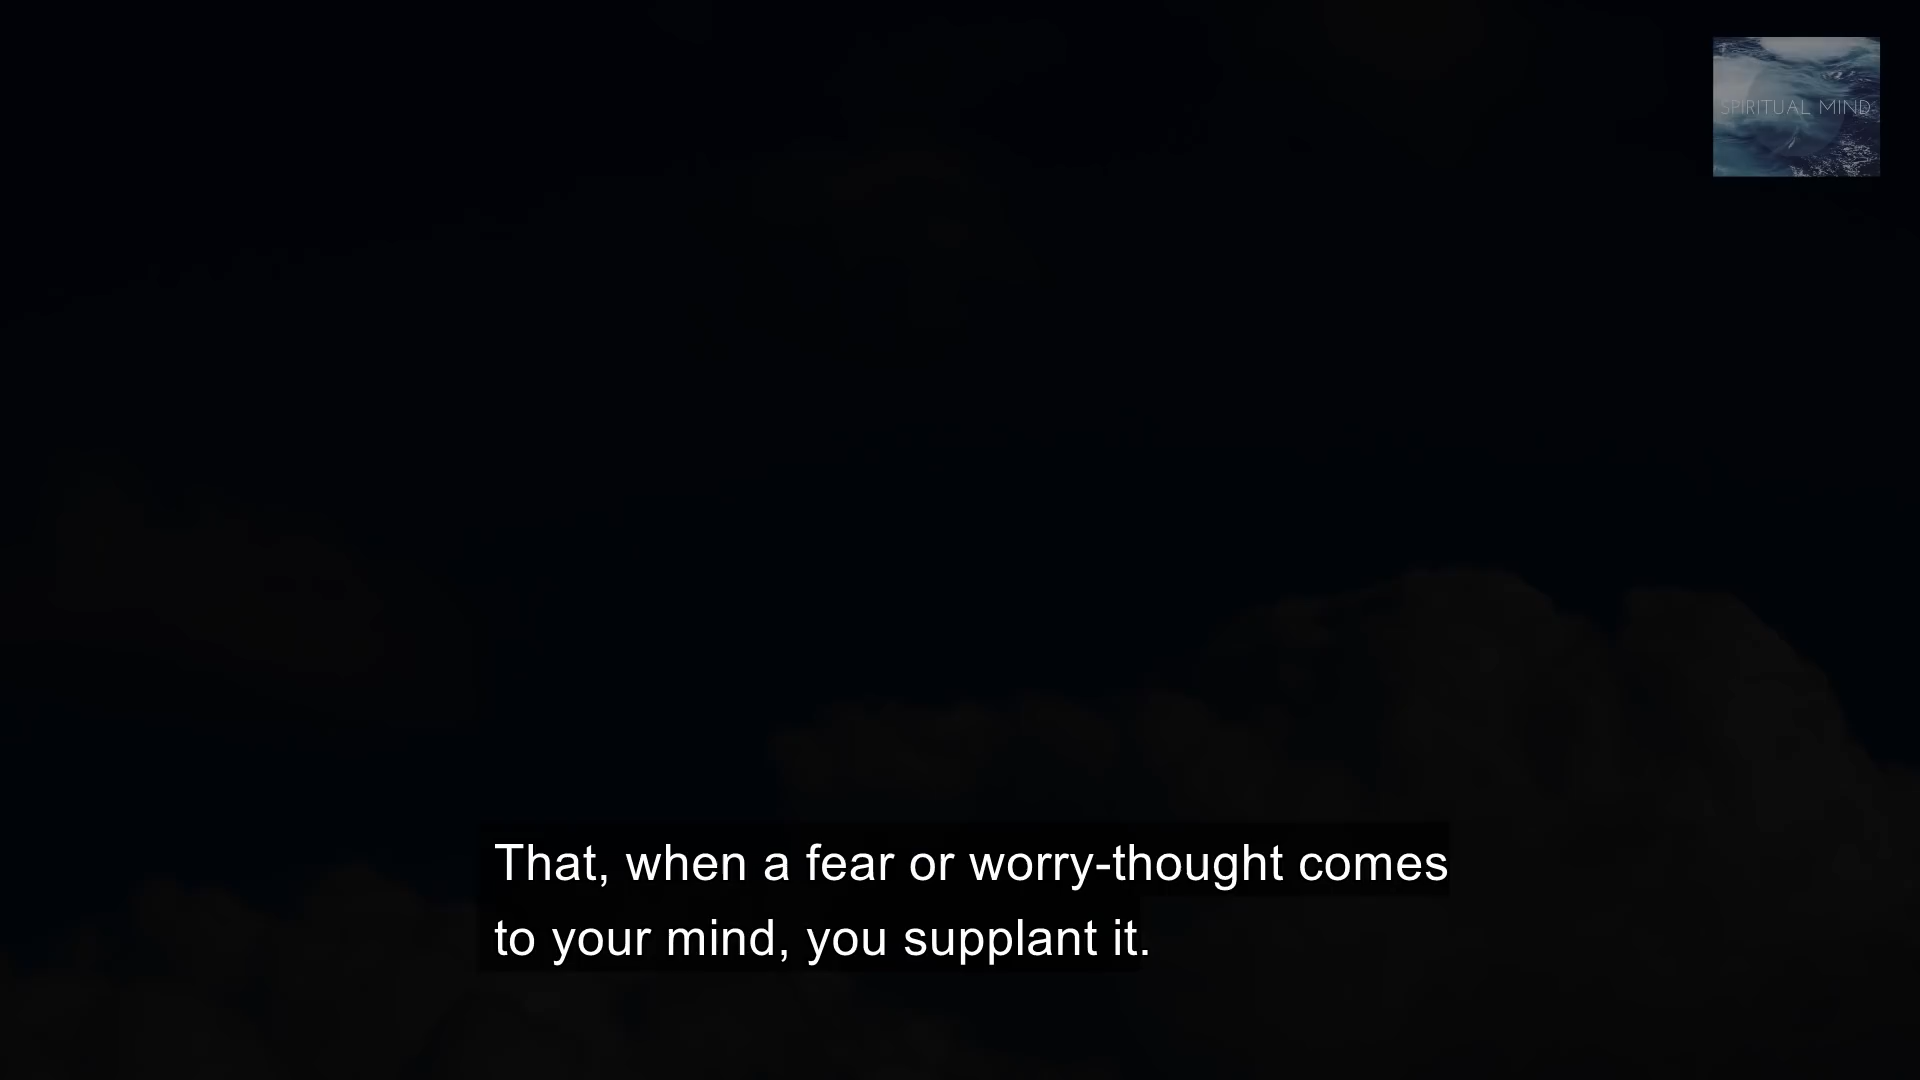 SPIRITUAL MIND
That, when a fear or worry-thought comes
to your mind, you supplant it.